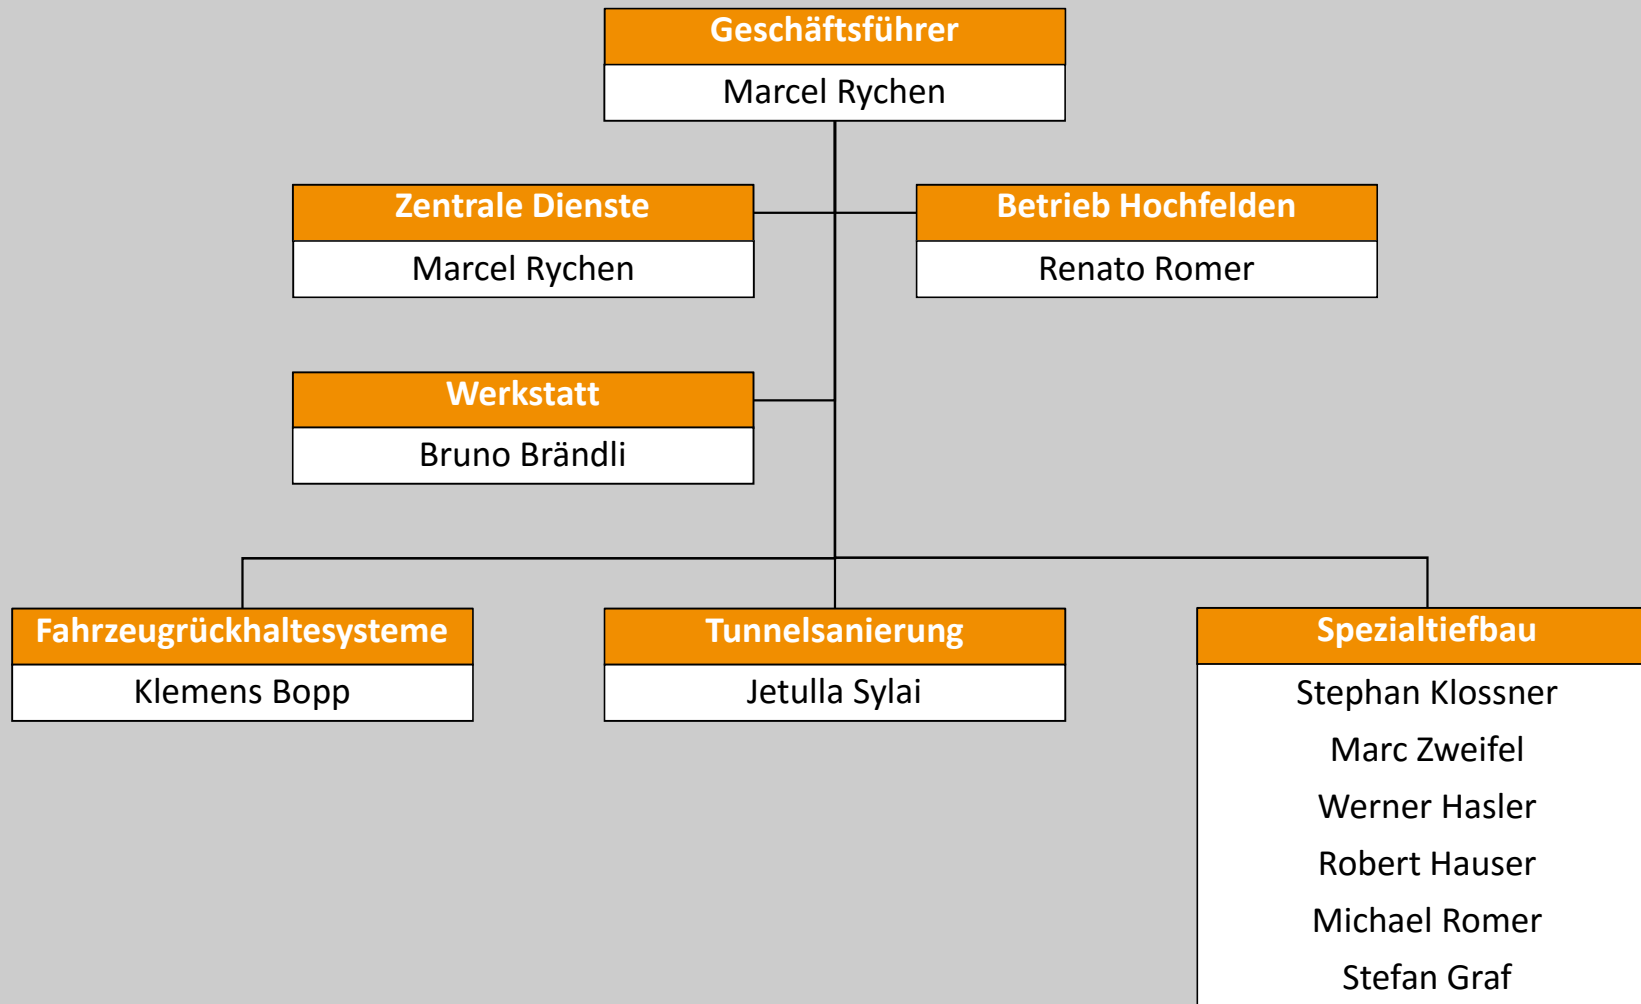 Geschäftsführer
Marcel Rychen
Zentrale Dienste
Marcel Rychen
Betrieb Hochfelden
Renato Romer
Werkstatt
Bruno Brändli
Fahrzeugrückhaltesysteme
Klemens Bopp
Tunnelsanierung
Jetulla Sylai
Spezialtiefbau
Stephan Klossner
Marc Zweifel
Werner Hasler
Robert Hauser
Michael Romer
Stefan Graf